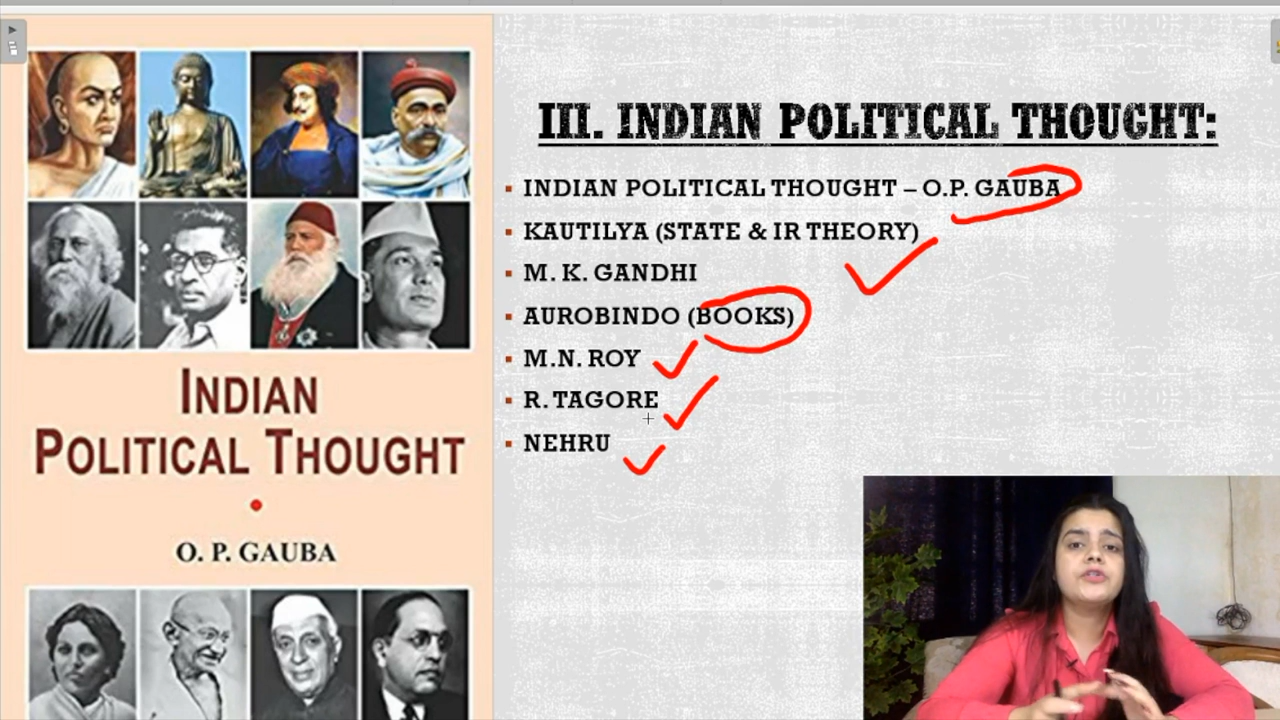 INDIAN
POLITICAL THOUGHT
O. P. GAUBA
III. INDIAN POLITICAL THOUGHT:
INDIAN POLITICAL THOUGHT – O.P. GAUBA
KAUTILYA (STATE & IR THEORY)
M. K. GANDHI
AUROBINDO (BOOKS)
M.N. ROY
R. TAGORE
NEHRU